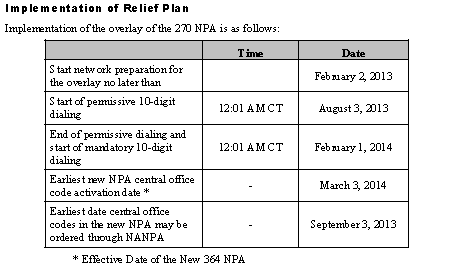 Implementation of Relief Plan
Implementation of the overlay of the 270 NPA is as follows:
Time Date
Start network preparation for
the overlay no later than
February 2, 2013
Start of permissive 10-digit
dialing
12:01 AM CT August 3, 2013
End of permissive dialing and
start of mandatory 10-digit
dialing
12:01 AM CT February 1, 2014
Earliest new NPA central office
code activation date *
- March 3, 2014
Earliest date central office
codes in the new NPA may be
ordered through NANPA
- September 3, 2013
* Effective Date of the New 364 NPA